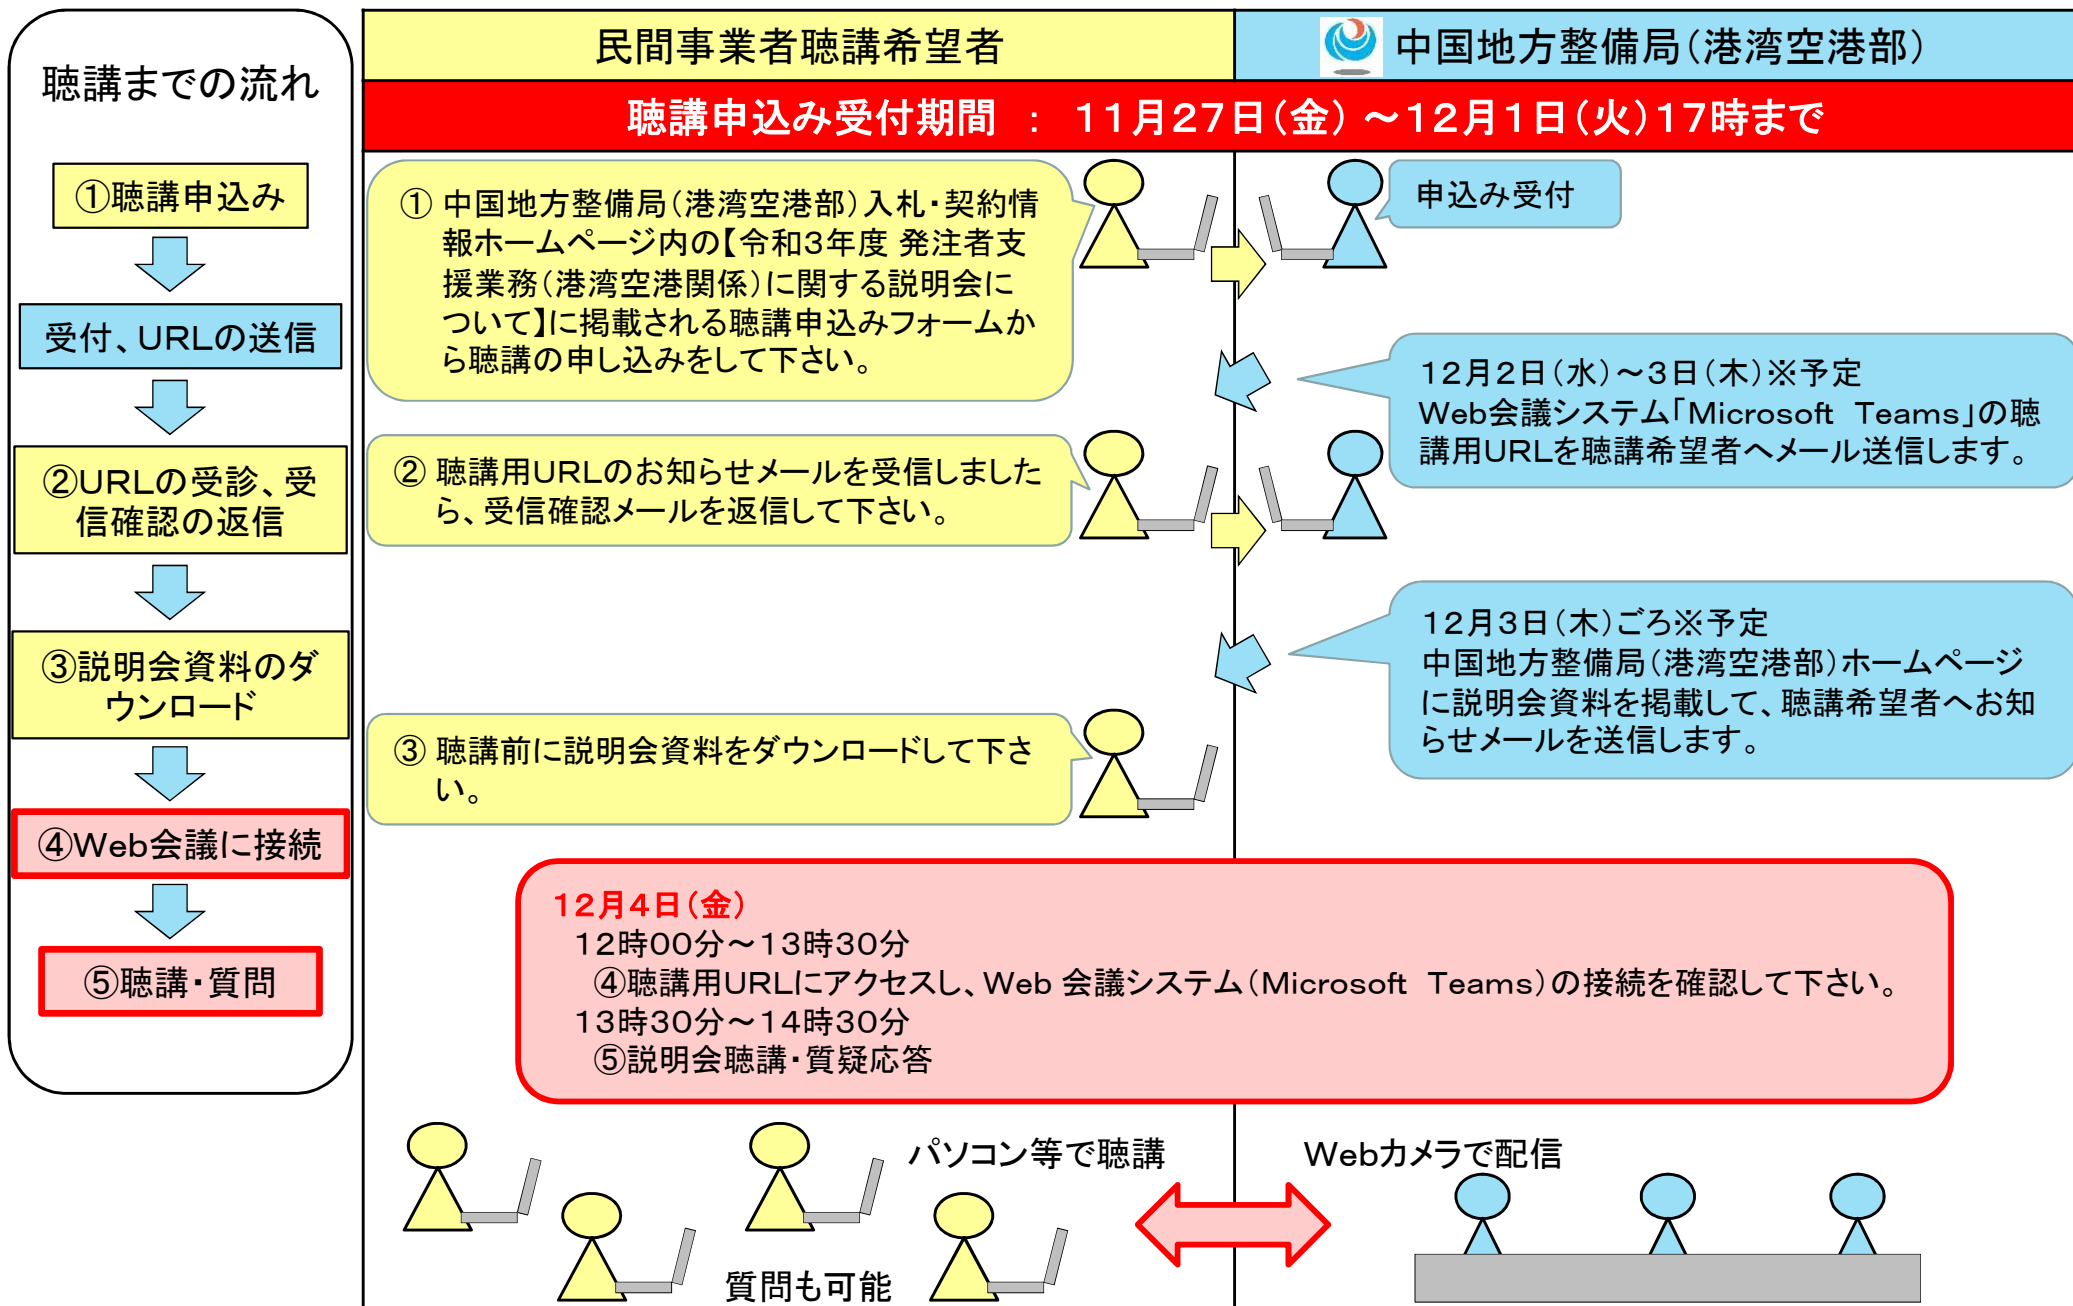 聴講までの流れ
①聴講申込み
受付、URLの送信
②URLの受診、受
信確認の返信
③説明会資料のダ
ウンロード
④Web会議に接続
⑤聴講・質問
民間事業者聴講希望者
中国地方整備局(港湾空港部)
聴講申込み受付期間 : 11月27日(金)~12月1日(火)17時まで
① 中国地方整備局(港湾空港部)入札・契約情
報ホームページ内の【令和3年度 発注者支
援業務(港湾空港関係)に関する説明会に
ついて】に掲載される聴講申込みフォームか
ら聴講の申し込みをして下さい。
申込み受付
12月2日(水)~3日(木)※予定
Web会議システム「Microsoft Teams」の聴
講用URLを聴講希望者へメール送信します。
② 聴講用URLのお知らせメールを受信しました
ら、受信確認メールを返信して下さい。
12月3日(木)ごろ※予定
中国地方整備局(港湾空港部)ホームページ
に説明会資料を掲載して、聴講希望者へお知
らせメールを送信します。
③ 聴講前に説明会資料をダウンロードして下さ
い。
12月4日(金)
12時00分~13時30分
④聴講用URLにアクセスし、Web 会議システム(Microsoft Teams)の接続を確認して下さい。
13時30分~14時30分
⑤説明会聴講・質疑応答
パソコン等で聴講
Webカメラで配信
質問も可能